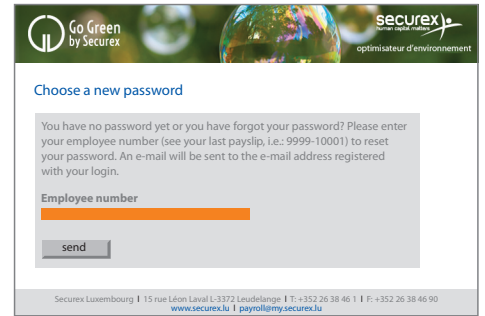 Go Green
by Securex
securex
human capital matters
optimisateur d'environnement
Choose a new password
You have no password yet or you have forgot your password? Please enter
your employee number (see your last payslip, i.e.: 9999-10001) to reset
your password. An e-mail will be sent to the e-mail address registered
with your login.
Employee number
send
Securex Luxembourg I 15 rue Léon Laval L-3372 Leudelange I T: +352 26 38 46 1 I F: +352 26 38 46 90
www.securex.lu I payroll@my.securex.lu